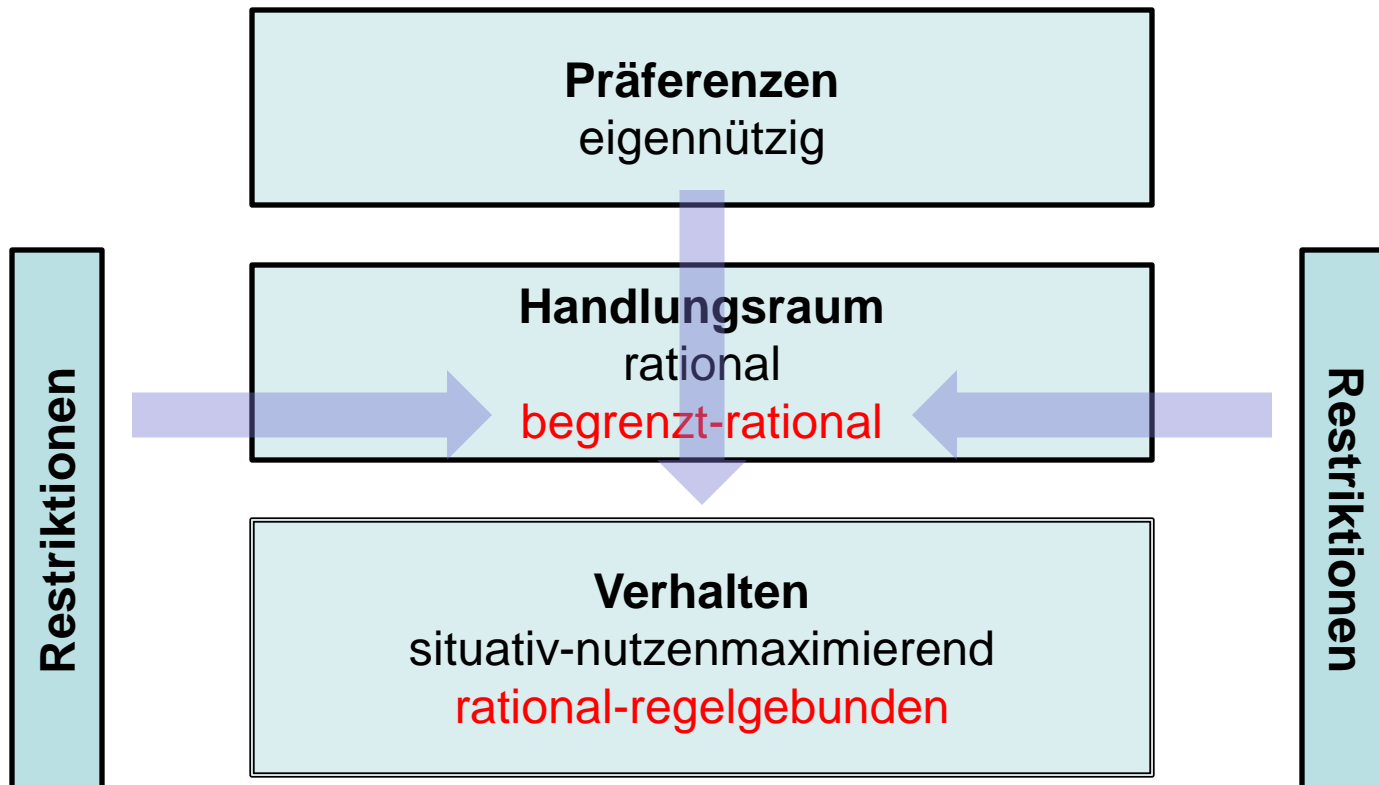 Präferenzen
eigennützig
Restriktionen
Handlungsraum
rational
begrenzt-rational
Restriktionen
Verhalten
situativ-nutzenmaximierend
rational-regelgebunden